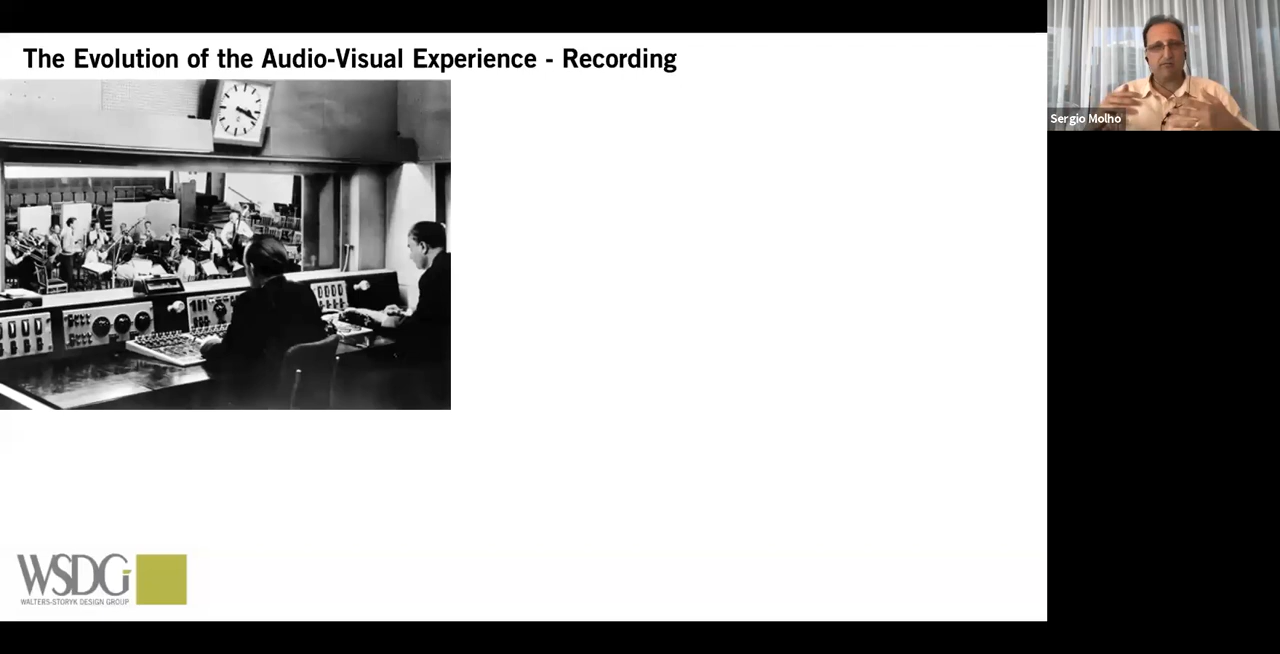 The Evolution of the Audio-Visual Experience - Recording
Sergio Molho
WSDG
WALTERS-STORYK DESIGN GROUP